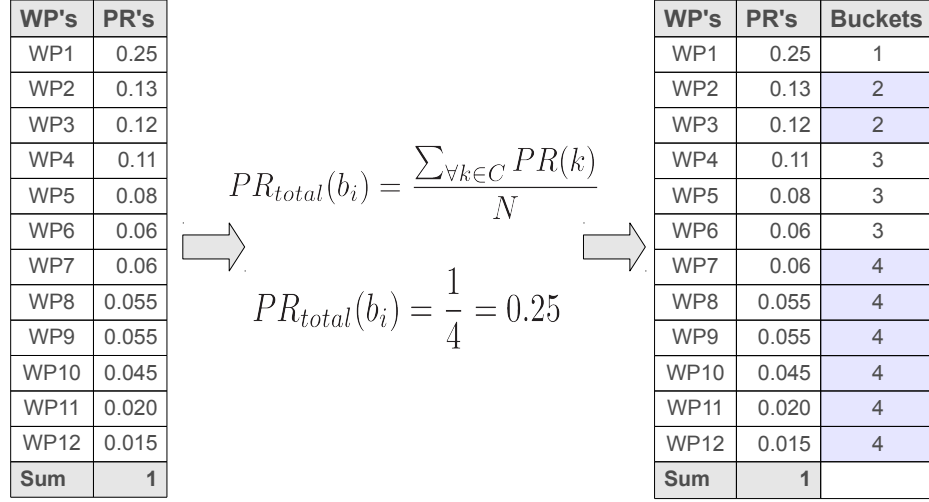 WP's PR's
WP1 0.25
WP2 0.13
WP3 0.12
WP4 0.11
WP5 0.08
WP6 0.06
WP7 0.06
WP8 0.055
WP9 0.055
WP10 0.045
WP11 0.020
WP12 0.015
Sum 1
PR_{total}(b_i) = \frac{\sum_{\forall k \in C} PR(k)}{N}
PR_{total}(b_i) = \frac{1}{4} = 0.25
WP's PR's Buckets
WP1 0.25 1
WP2 0.13 2
WP3 0.12 2
WP4 0.11 3
WP5 0.08 3
WP6 0.06 3
WP7 0.06 4
WP8 0.055 4
WP9 0.055 4
WP10 0.045 4
WP11 0.020 4
WP12 0.015 4
Sum 1